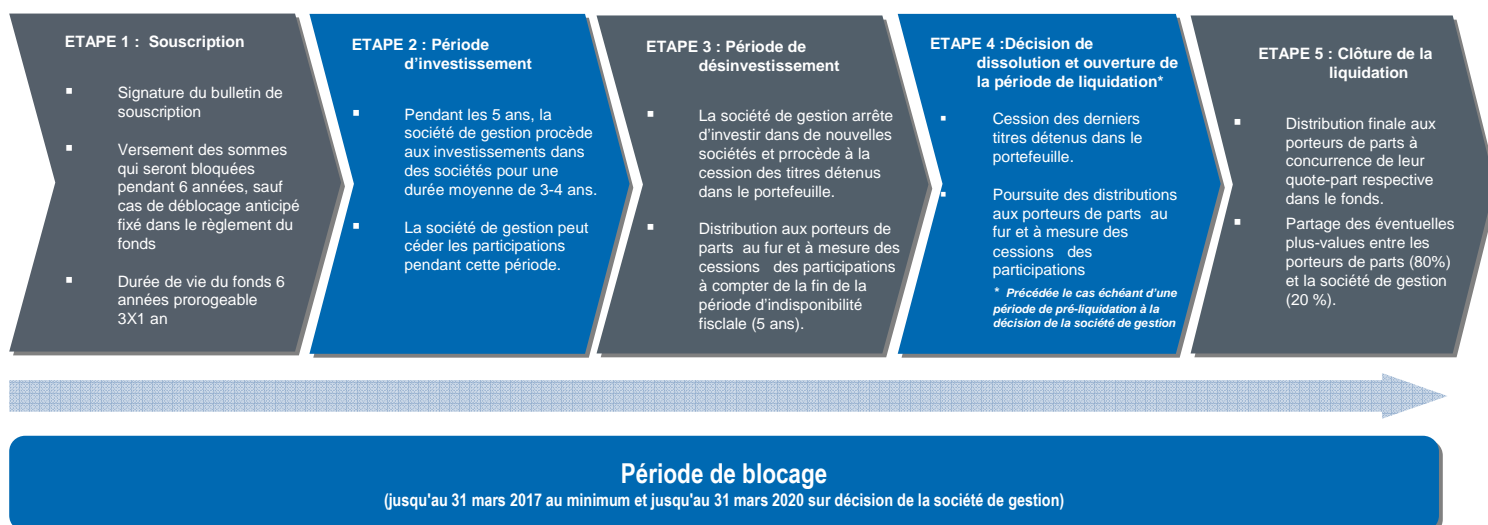 ETAPE 1 : Souscription
▪ Signature du bulletin de
souscription
▪ Versement des sommes
qui seront bloquées
pendant 6 années, sauf
cas de déblocage anticipé
fixé dans le règlement du
fonds
▪ Durée de vie du fonds 6
années prorogeable
3X1 an
ETAPE 2 : Période
d'investissement
▪ Pendant les 5 ans, la
société de gestion procède
aux investissements dans
des sociétés pour une
durée moyenne de 3-4 ans.
▪ La société de gestion peut
céder les participations
pendant cette période.
ETAPE 3 : Période de
désinvestissement
▪ La société de gestion arrête
d'investir dans de nouvelles
sociétés et prrocède à la
cession des titres détenus
dans le portefeuille.
▪ Distribution aux porteurs de
parts au fur et à mesure des
cessions des participations
à compter de la fin de la
période d'indisponibilité
fisclale (5 ans).
ETAPE 4 :Décision de
dissolution et ouverture de
la période de liquidation*
▪ Cession des derniers
titres détenus dans le
portefeuille.
▪ Poursuite des distributions
aux porteurs de parts au
fur et à mesure des
cessions des
participations
* Précédée le cas échéant d'une
période de pré-liquidation à la
décision de la société de gestion
ETAPE 5 : Clôture de la
liquidation
▪ Distribution finale aux
porteurs de parts à
concurrence de leur
quote-part respective
dans le fonds.
▪ Partage des éventuelles
plus-values entre les
porteurs de parts (80%)
et la société de gestion
(20 %).
Période de blocage
(jusqu'au 31 mars 2017 au minimum et jusqu'au 31 mars 2020 sur décision de la société de gestion)